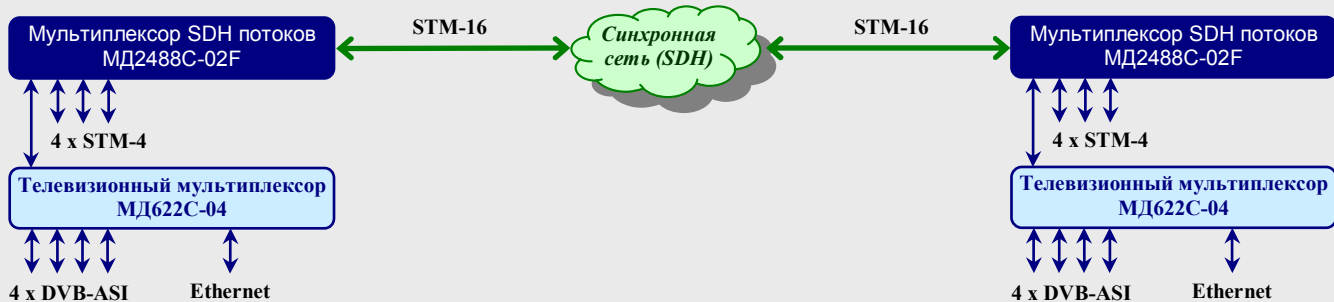 Мультиплексор SDH потоков
МД2488С-02F
STM-16
Синхронная
сеть (SDH)
STM-16
Мультиплексор SDH потоков
МД2488С-02F
4 x STM-4
4 x STM-4
Телевизионный мультиплексор
МД622С-04
Телевизионный мультиплексор
МД622С-04
4 x DVB-ASI
Ethernet
4 x DVB-ASI
Ethernet